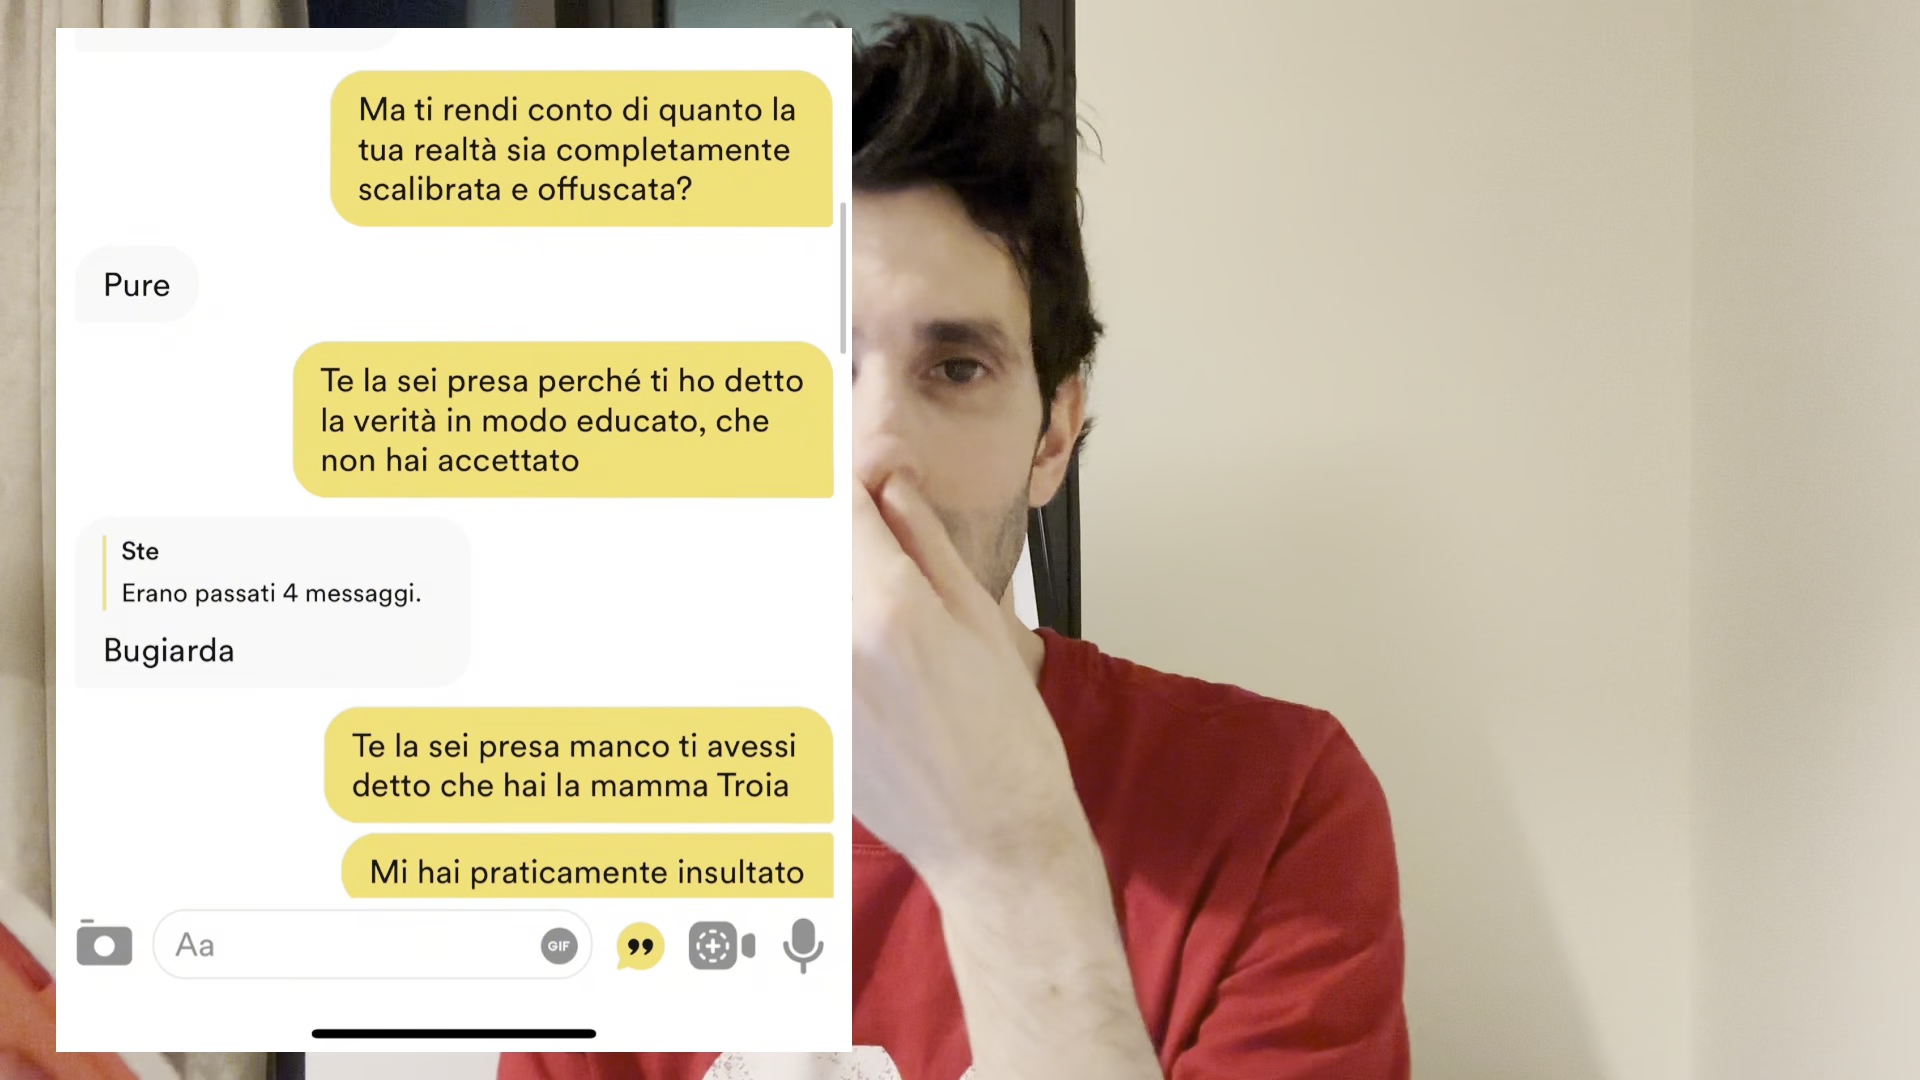 Ma ti rendi conto di quanto la
tua realtà sia completamente
scalibrata e offuscata?
Pure
Te la sei presa perché ti ho detto
la verità in modo educato, che
non hai accettato
Ste
Erano passati 4 messaggi.
Bugiarda
Te la sei presa manco ti avessi
detto che hai la mamma Troia
Mi hai praticamente insultato
Aa
GIF